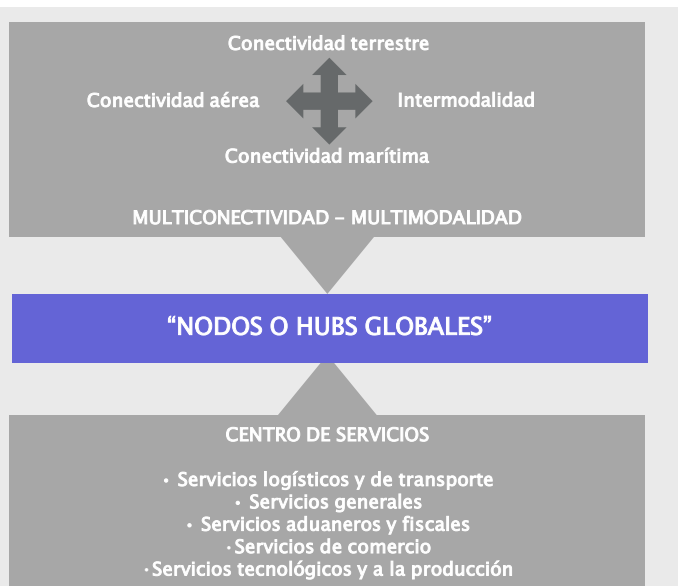 Conectividad terrestre
Conectividad aérea
Intermodalidad
Conectividad marítima
MULTICONECTIVIDAD – MULTIMODALIDAD
“NODOS O HUBS GLOBALES”
CENTRO DE SERVICIOS
• Servicios logísticos y de transporte
• Servicios generales
• Servicios aduaneros y fiscales
•Servicios de comercio
•Servicios tecnológicos y a la producción